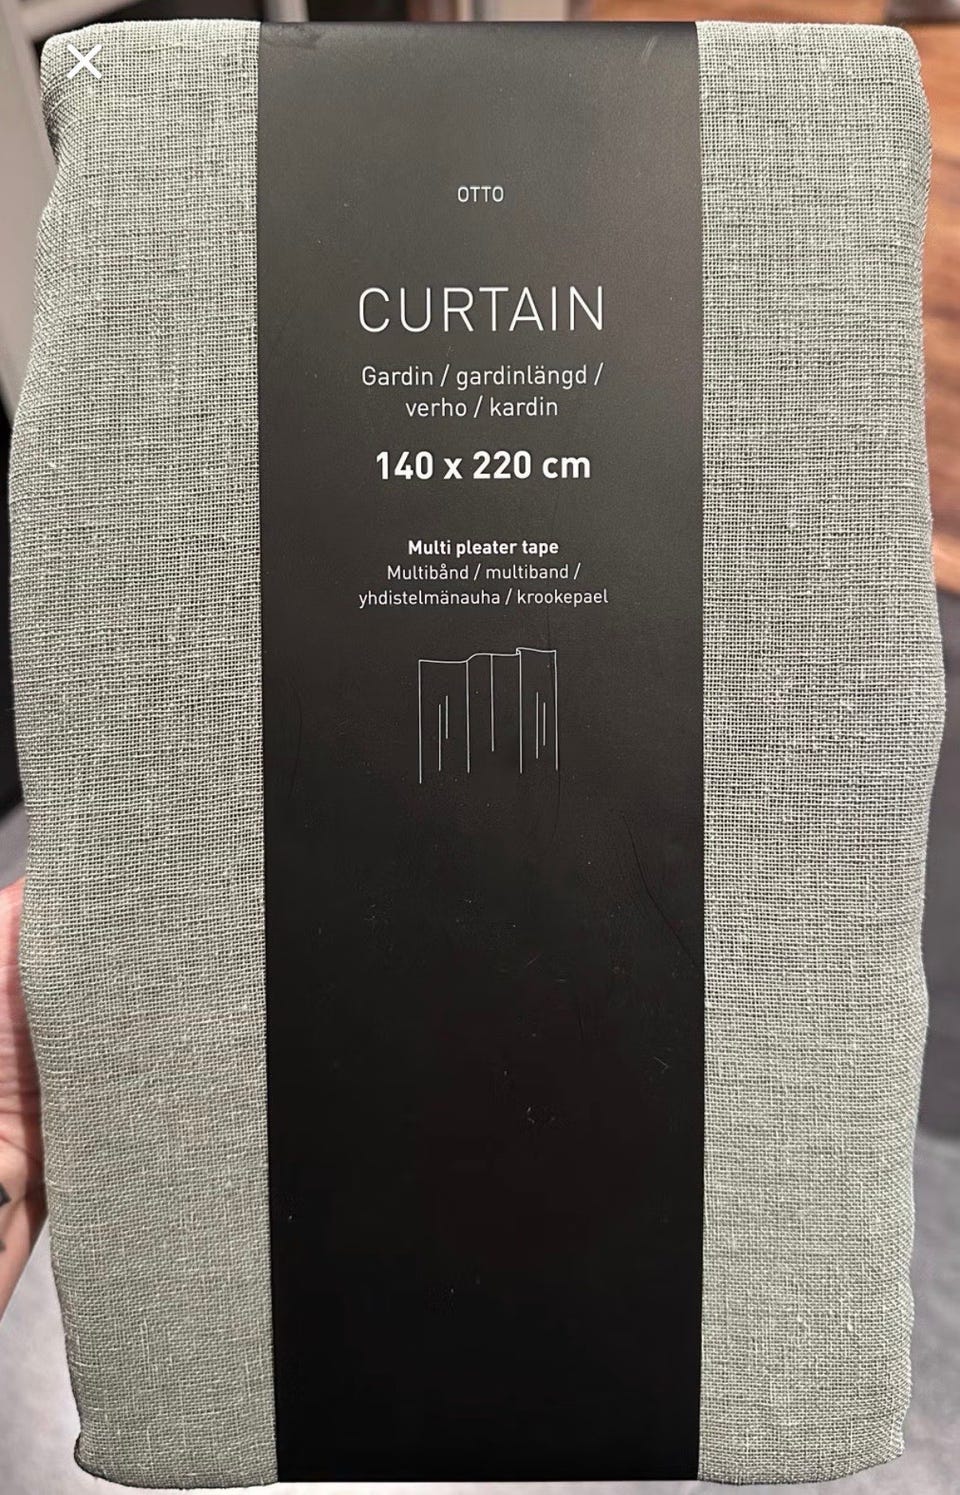 OTTO
CURTAIN
Gardin / gardinlängd /
verho / kardin
140 x 220 cm
Multi pleater tape
Multibånd / multiband /
yhdistelmänauha / krookepael